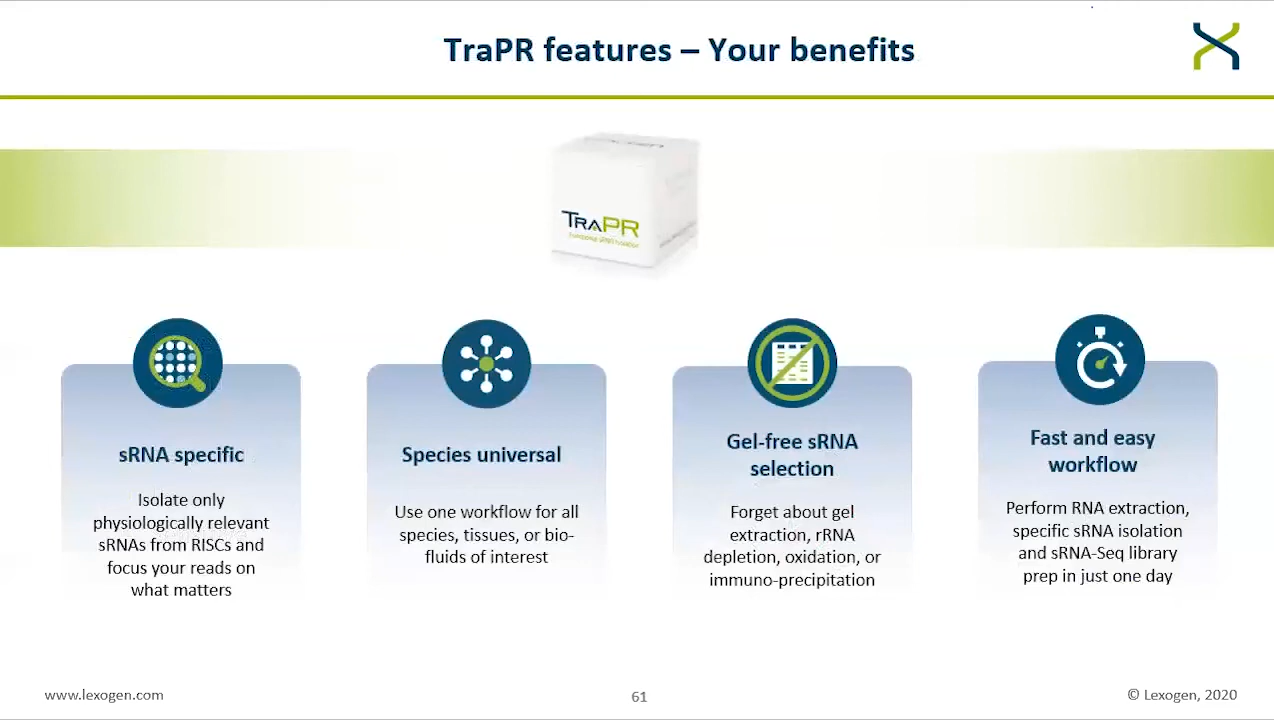 TraPR features – Your benefits
TRAPR
sRNA specific
Isolate only
physiologically relevant
sRNAs from RISCs and
focus your reads on
what matters
Species universal
Use one workflow for all
species, tissues, or bio-
fluids of interest
Gel-free sRNA
selection
Forget about gel
extraction, rRNA
depletion, oxidation, or
immuno-precipitation
Fast and easy
workflow
Perform RNA extraction,
specific sRNA isolation
and sRNA-Seq library
prep in just one day
www.lexogen.com
61
© Lexogen, 2020